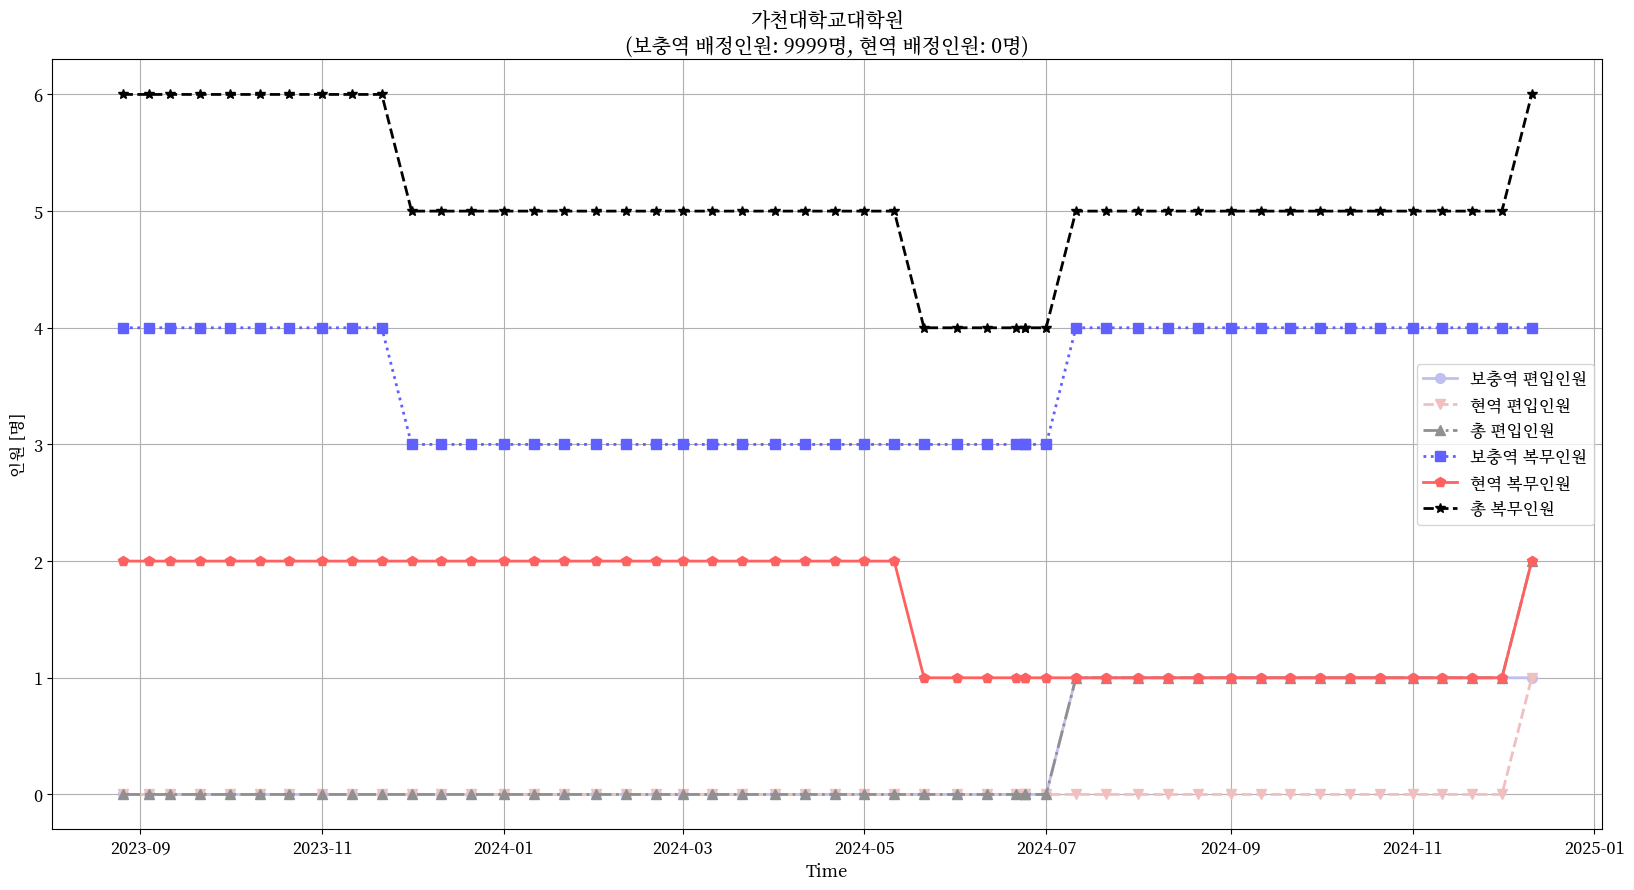 가천대학교대학원
(보충역 배정인원: 9999명, 현역 배정인원: 0명)
6
5
4
3
2
1
0
인원 [명]
보충역 편입인원
현역 편입인원
총 편입인원
보충역 복무인원
현역 복무인원
총 복무인원
2023-09
2023-11
2024-01
2024-03
2024-05
2024-07
2024-09
2024-11
2025-01
Time